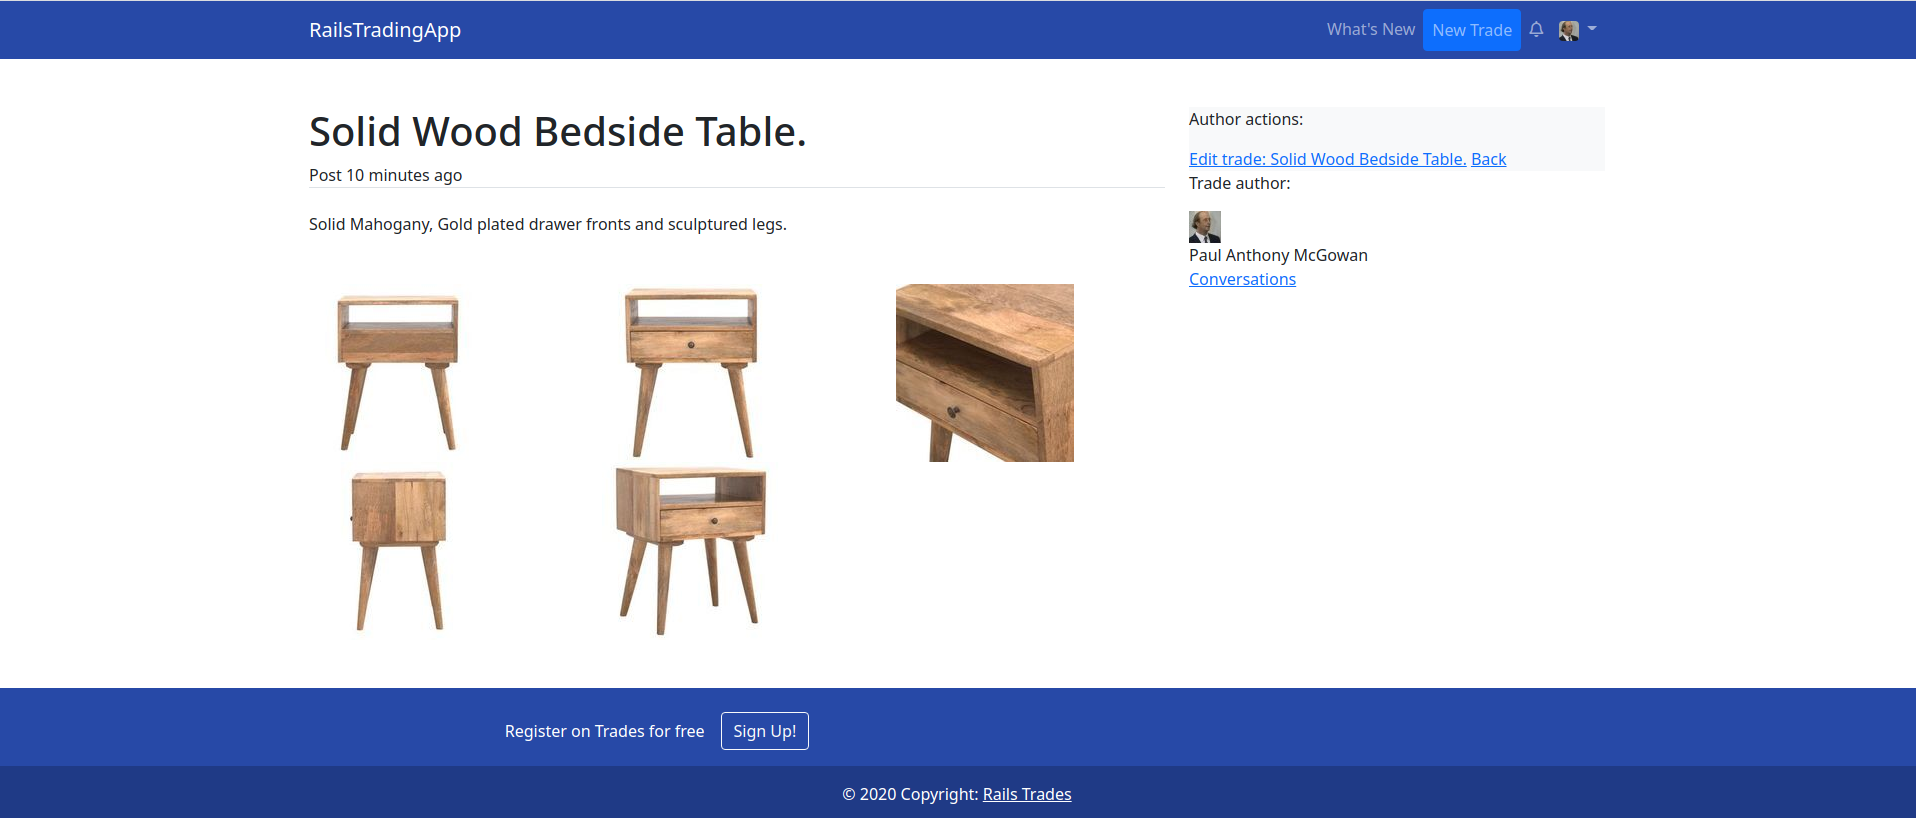 RailsTradingApp
What's New
New Trade
Solid Wood Bedside Table.
Post 10 minutes ago
Solid Mahogany, Gold plated drawer fronts and sculptured legs.
Author actions:
Edit trade: Solid Wood Bedside Table. Back
Trade author:
Paul Anthony McGowan
Conversations
Register on Trades for free
Sign Up!
© 2020 Copyright: Rails Trades